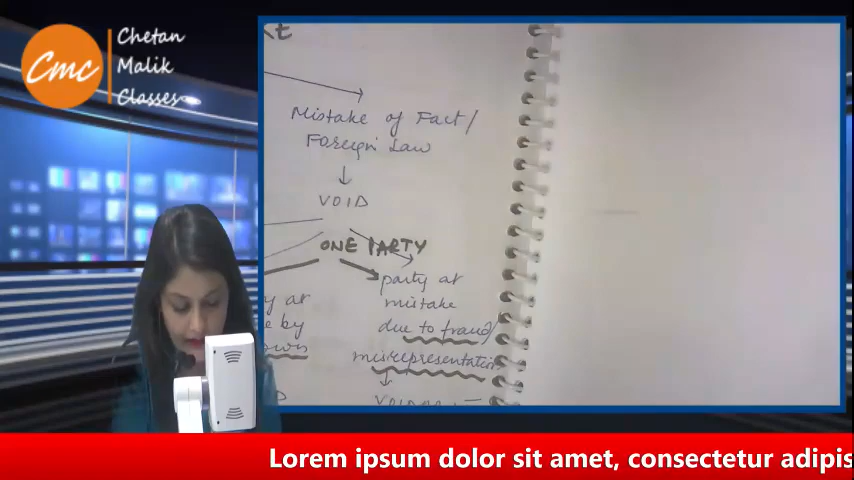 Chetan
Malik
Classes
CMC
Mistake of Fact/
Foreign Law
VOID
ONE PARTY
party at
mistake
due to fraud/
misrepresentation
Lorem ipsum dolor sit amet, consectetur adipis